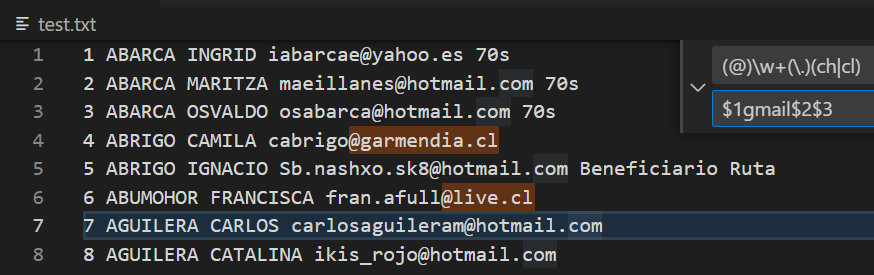 test.txt
1 ABARCA INGRID iabarcae@yahoo.es 70s
2 ABARCA MARITZA maeillanes@hotmail.com 70s
3 ABARCA OSVALDO osabarca@hotmail.com 70s
4 ABRIGO CAMILA cabrigo@garmendia.cl
5 ABRIGO IGNACIO Sb.nashxo.sk8@hotmail.com Beneficiario Ruta
6 ABUMOHOR FRANCISCA fran.afull@live.cl
7 AGUILERA CARLOS carlosaguileram@hotmail.com
8 AGUILERA CATALINA ikis_rojo@hotmail.com
1
2
3
4
5
6
7
8
(@)\w+(\.)(ch|cl)
$1gmail$2$3